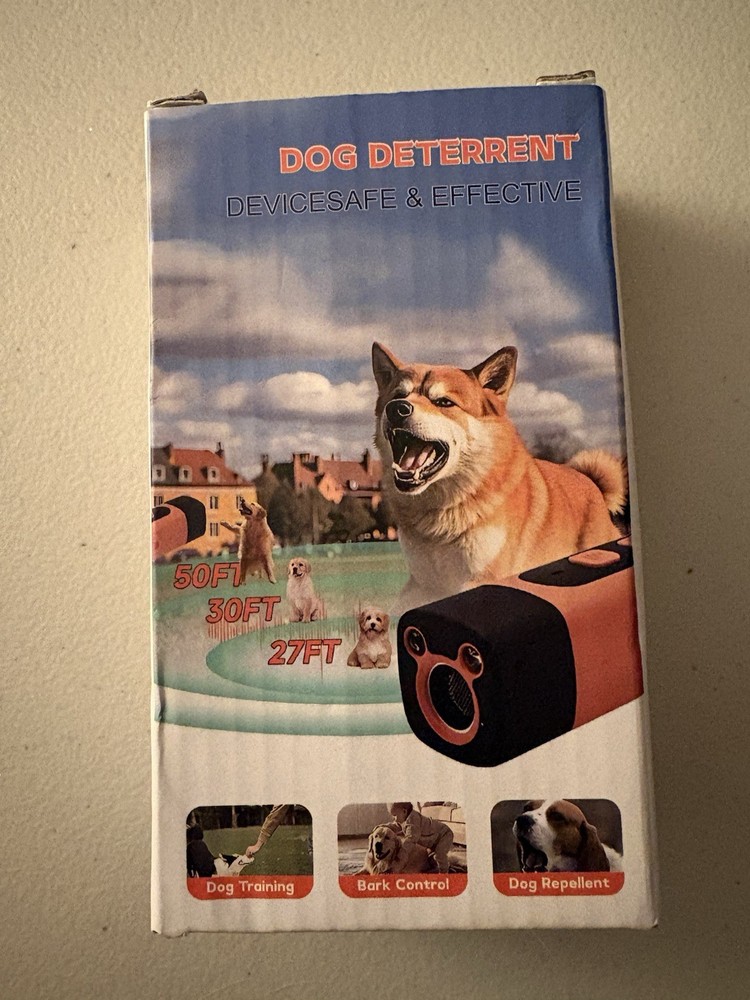 DOG DETERRENT
DEVICESAFE & EFFECTIVE
50FT
30FT
27FT
Dog Training
Bark Control
Dog Repellent